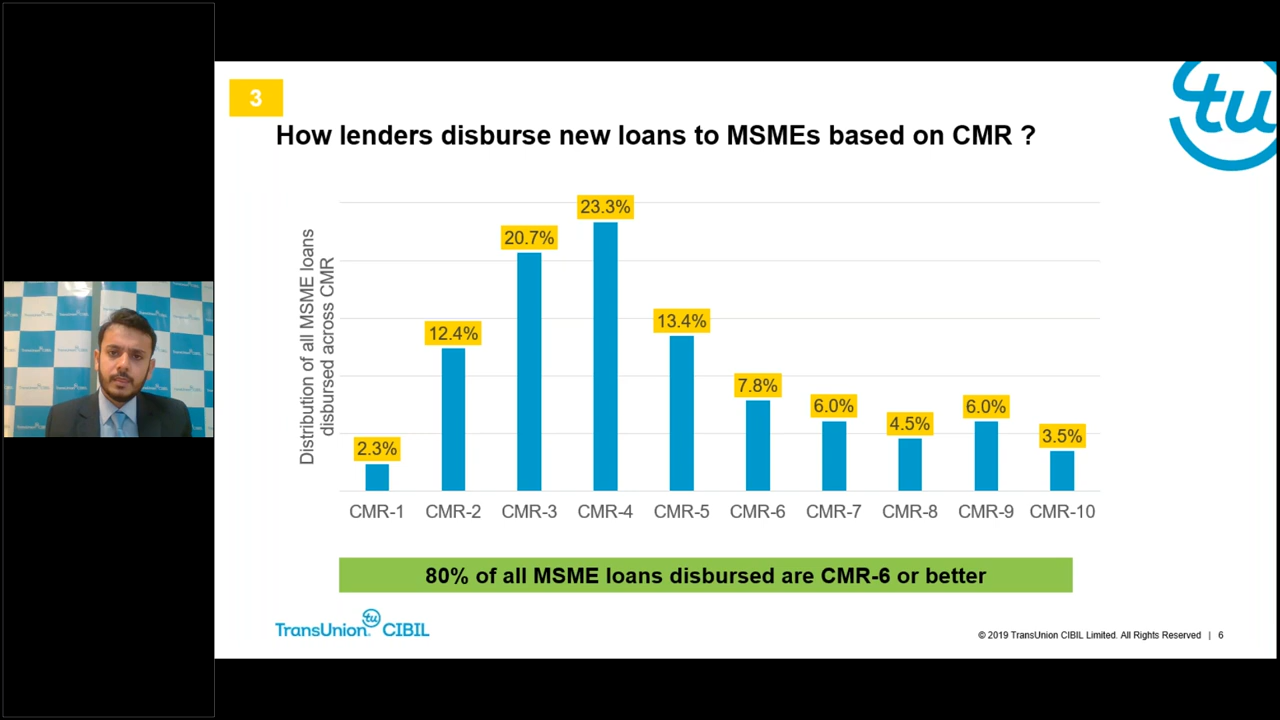 3
tu
How lenders disburse new loans to MSMEs based on CMR ?
Distribution of all MSME loans
disbursed across CMR
2.3%
12.4%
20.7%
23.3%
13.4%
7.8%
6.0%
4.5%
6.0%
3.5%
CMR-1 CMR-2 CMR-3 CMR-4 CMR-5 CMR-6 CMR-7 CMR-8 CMR-9 CMR-10
80% of all MSME loans disbursed are CMR-6 or better
tu
TransUnion CIBIL
© 2019 TransUnion CIBIL Limited. All Rights Reserved | 6